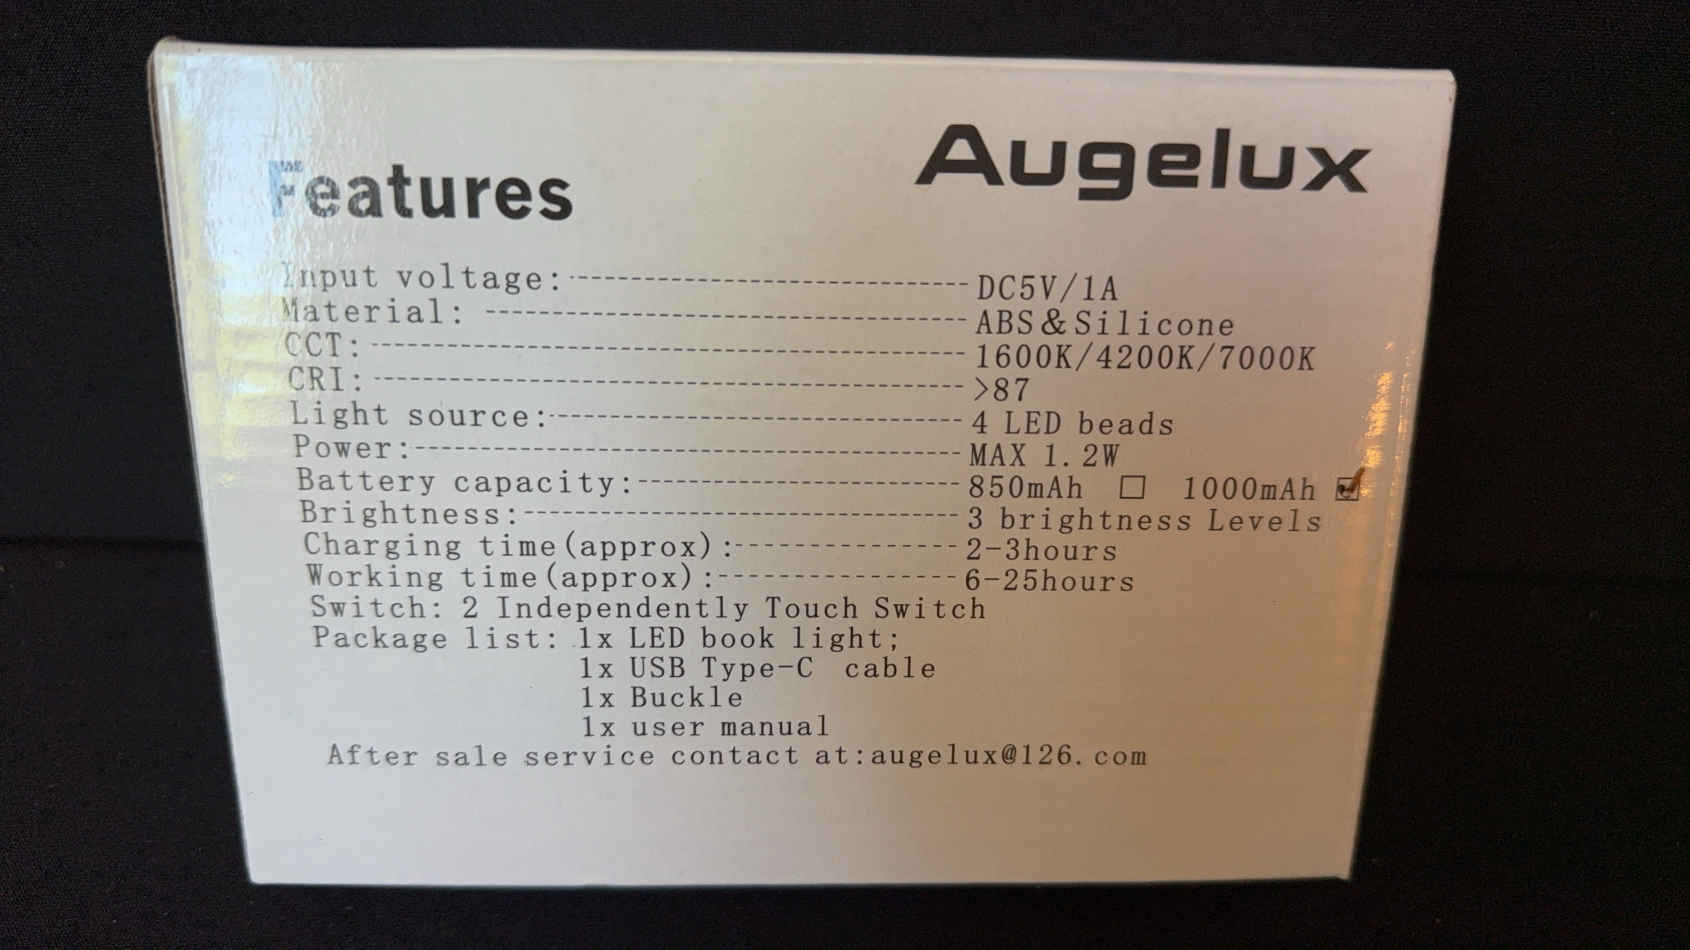 Augelux
Features
Input voltage:------------------------------- DC5V/1A
Material: -------------------------------------- ABS&Silicone
CCT:----------------------------------------------- 1600K/4200K/7000K
CRI:----------------------------------------------- >87
Light source:--------------------------------- 4 LED beads
Power:-------------------------------------------- MAX 1.2W
Battery capacity:-------------------------- 850mAh ☐ 1000mAh ☑
Brightness:----------------------------------- 3 brightness Levels
Charging time(approx):------------------ 2-3hours
Working time(approx):------------------- 6-25hours
Switch: 2 Independently Touch Switch
Package list: 1x LED book light;
1x USB Type-C cable
1x Buckle
1x user manual
After sale service contact at:augelux@126.com